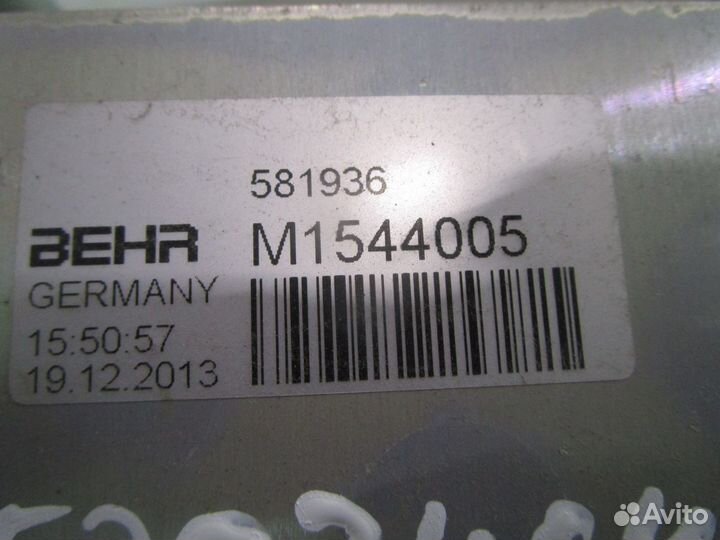 581936
BEHR M1544005
GERMANY
15:50:57
19.12.2013
Avito